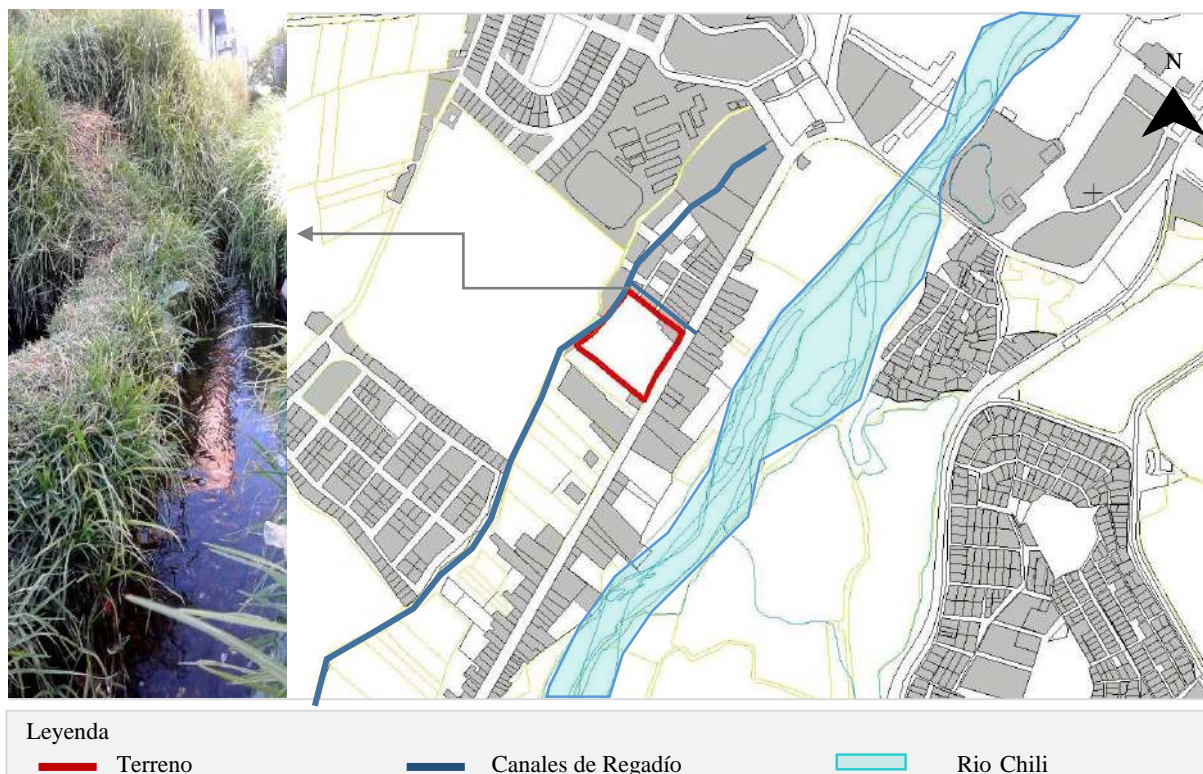 N
Leyenda
Terreno
Canales de Regadío
Rio Chili